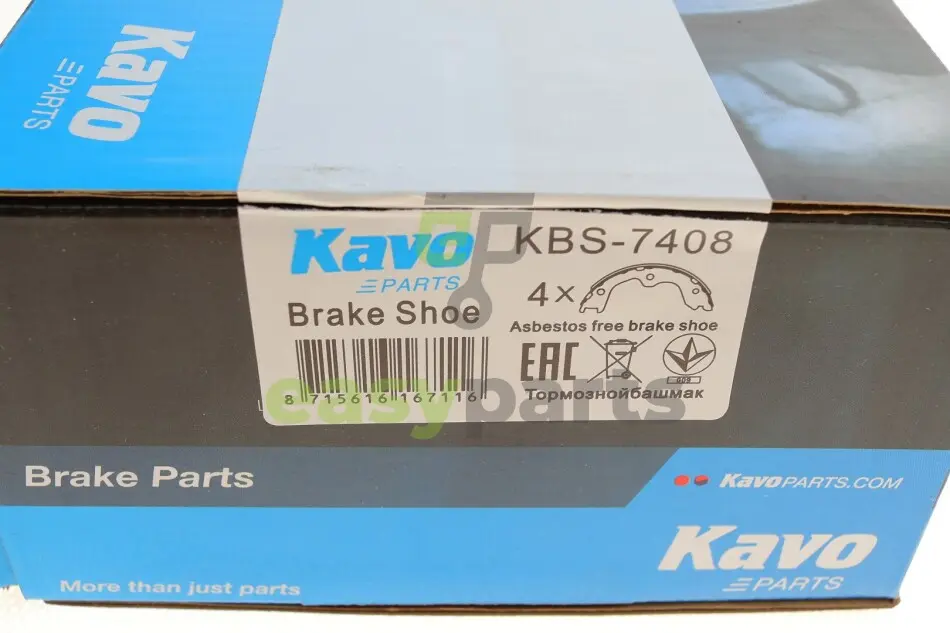 Kavo
PARTS
Kavo
PARTS
KBS-7408
4×
Brake Shoe
Asbestos free brake shoe
EAC
8 715616 167116
Тормознойбашмак
easyparts
Brake Parts
KavoPARTS.COM
Kavo
PARTS
More than just parts